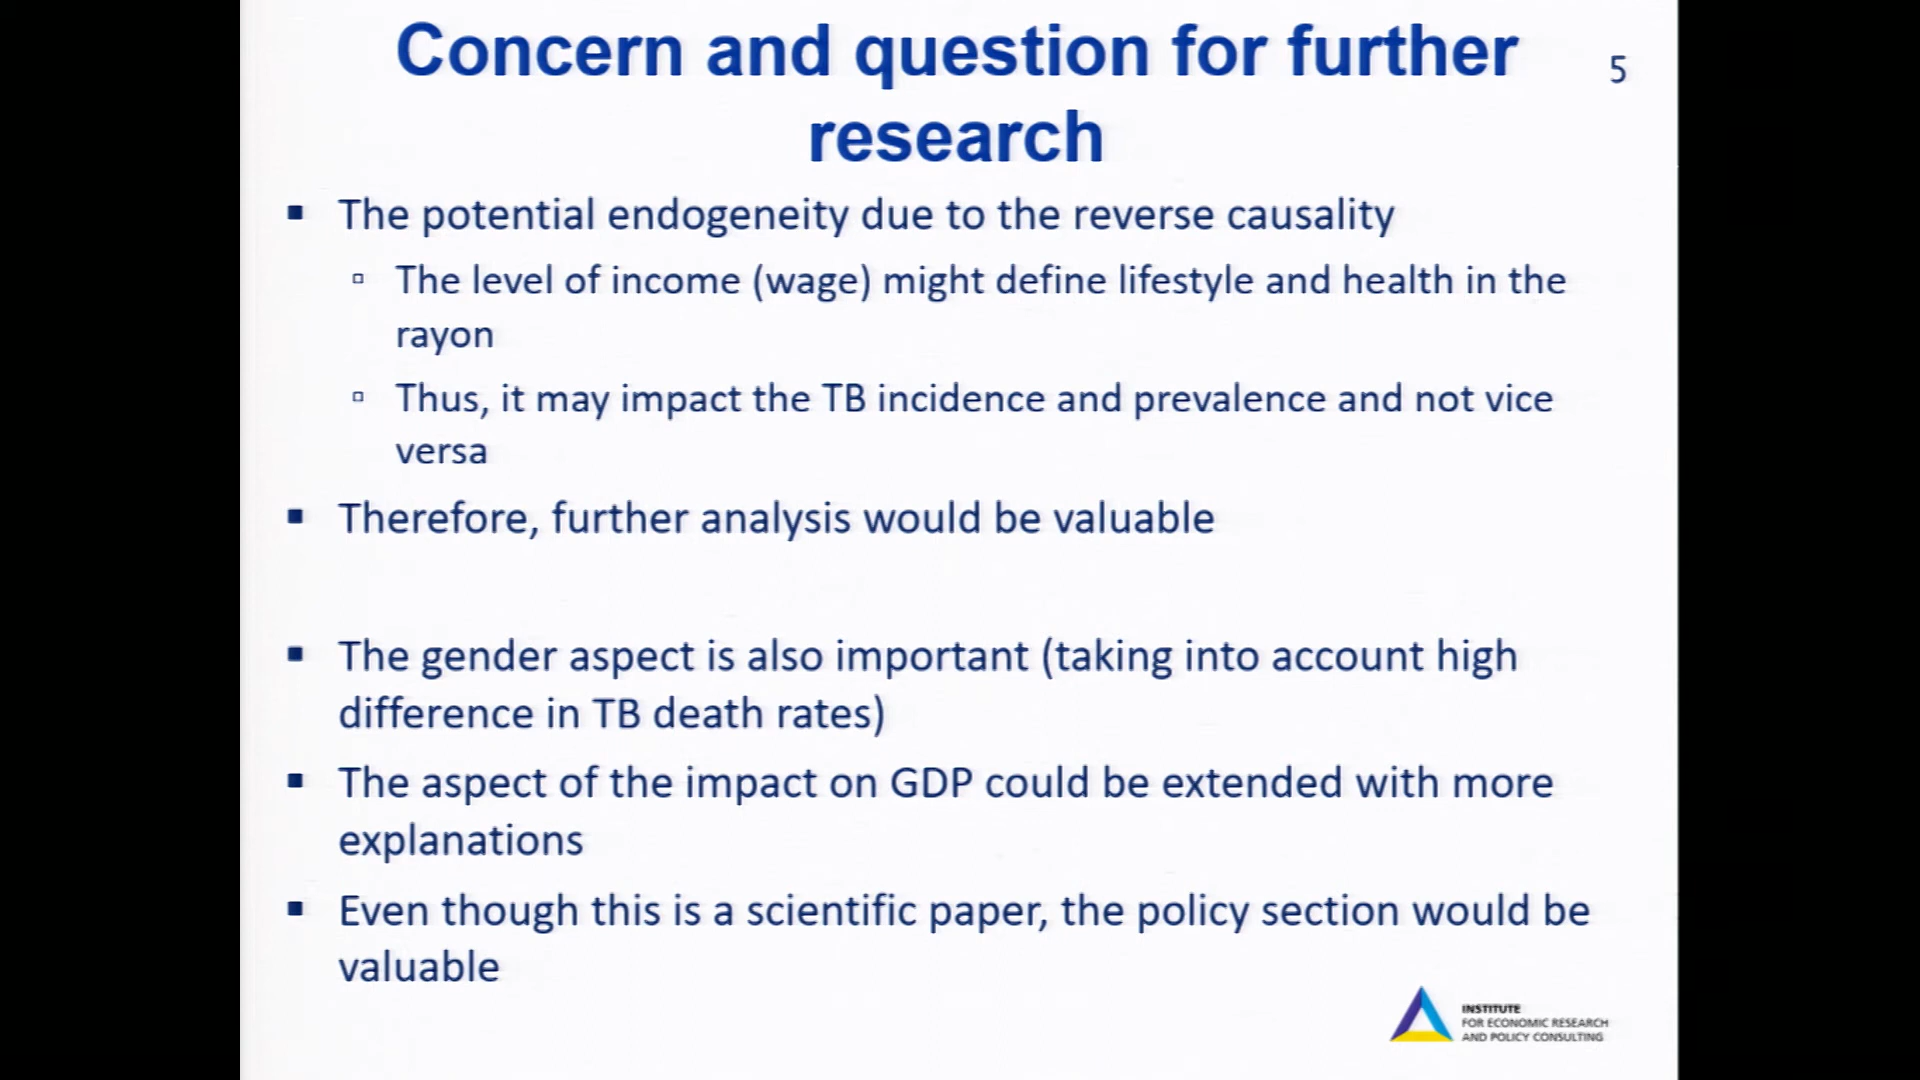 Concern and question for further
5
research
▪ The potential endogeneity due to the reverse causality
▫ The level of income (wage) might define lifestyle and health in the
rayon
▫ Thus, it may impact the TB incidence and prevalence and not vice
versa
▪ Therefore, further analysis would be valuable
▪ The gender aspect is also important (taking into account high
difference in TB death rates)
▪ The aspect of the impact on GDP could be extended with more
explanations
▪ Even though this is a scientific paper, the policy section would be
valuable
INSTITUTE
FOR ECONOMIC RESEARCH
AND POLICY CONSULTING